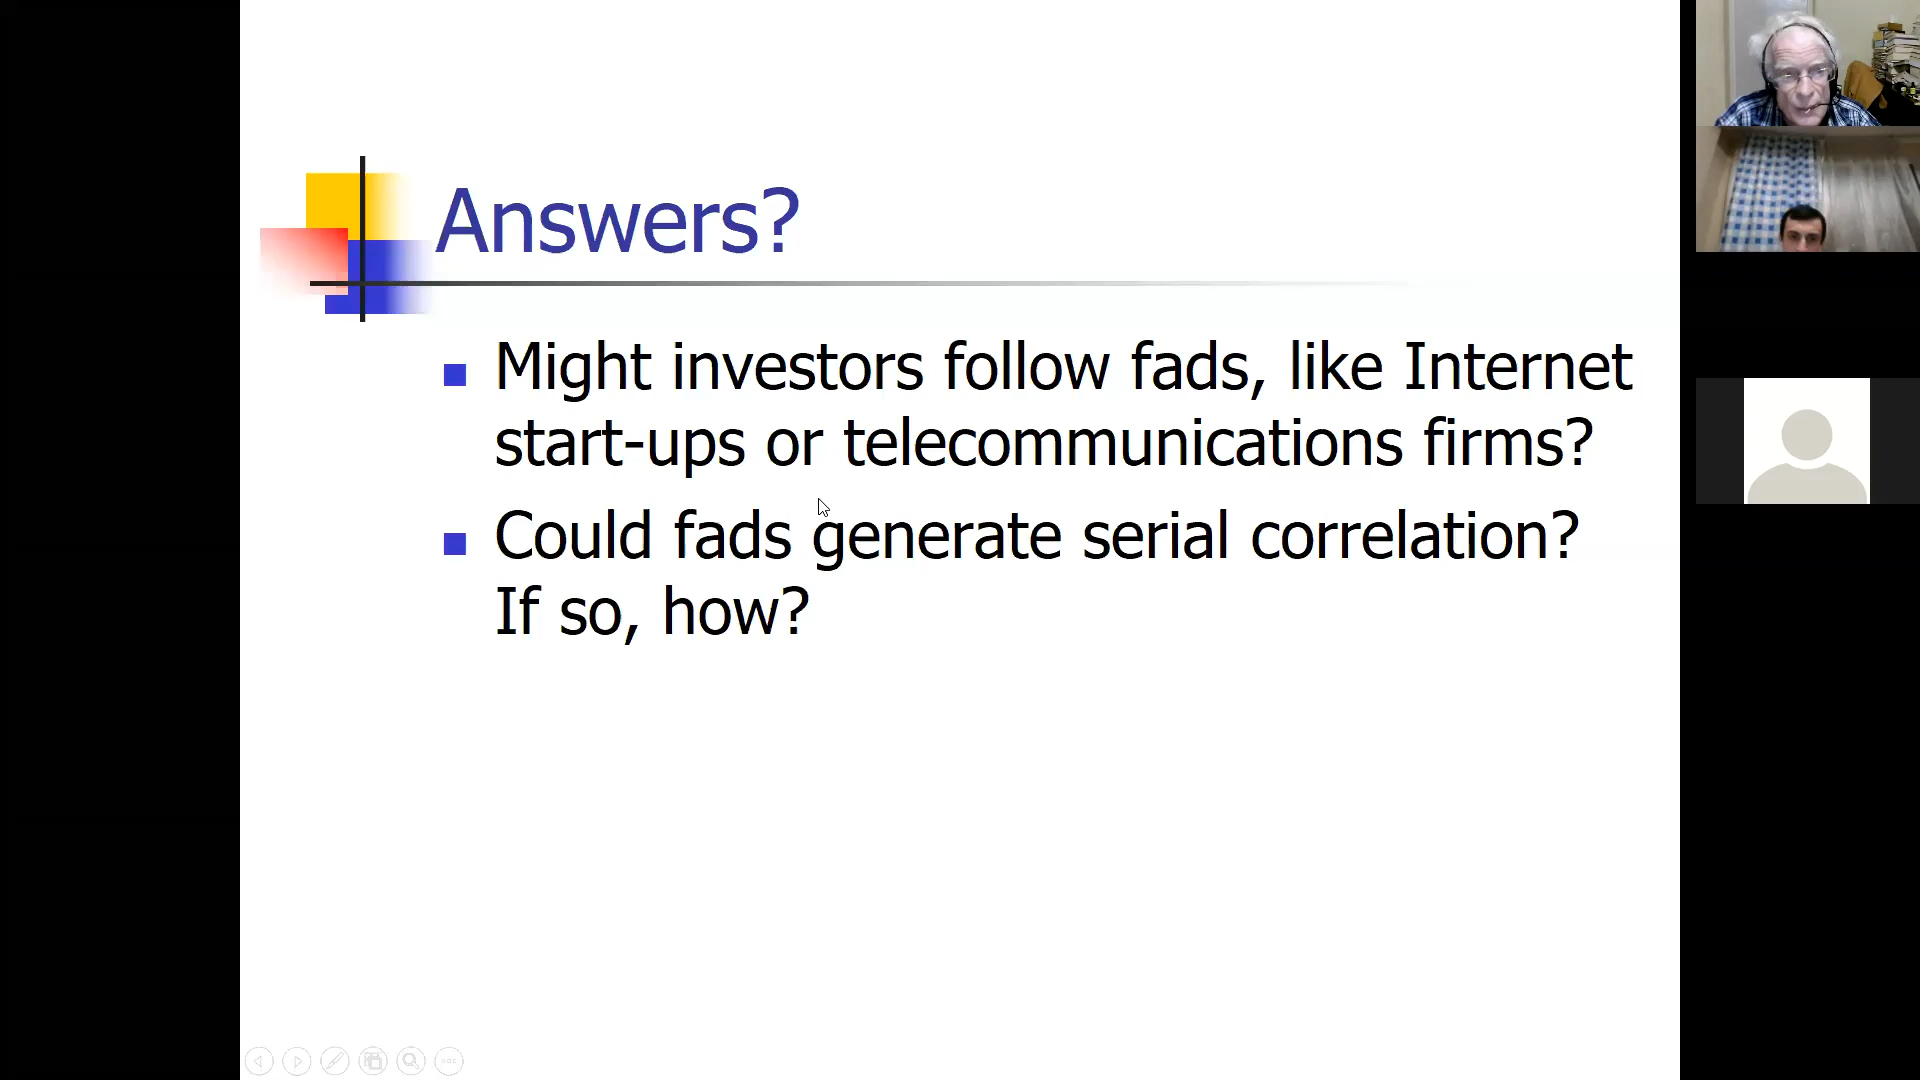 Answers?
Might investors follow fads, like Internet
start-ups or telecommunications firms?
Could fads generate serial correlation?
If so, how?